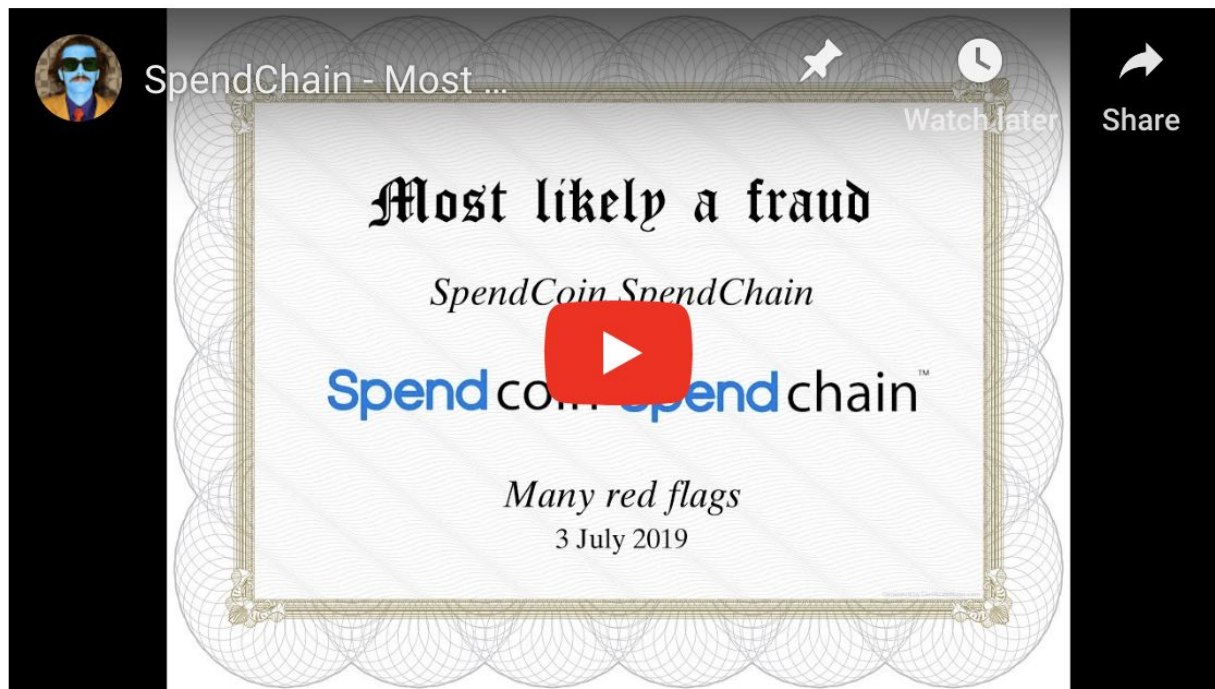 SpendChain - Most ...
Watch later
Share
Most likely a fraud
SpendCoin SpendChain
Spend coin Spend chain™
Many red flags
3 July 2019